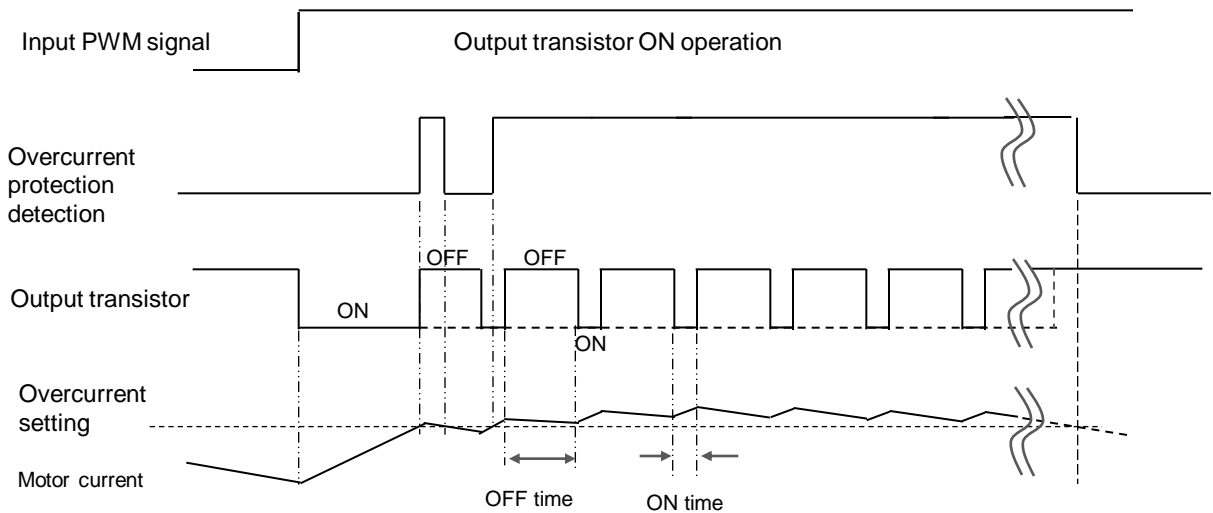 Input PWM signal
Output transistor ON operation
Overcurrent
protection
detection
OFF
OFF
Output transistor
ON
ON
Overcurrent
setting
Motor current
OFF time
ON time